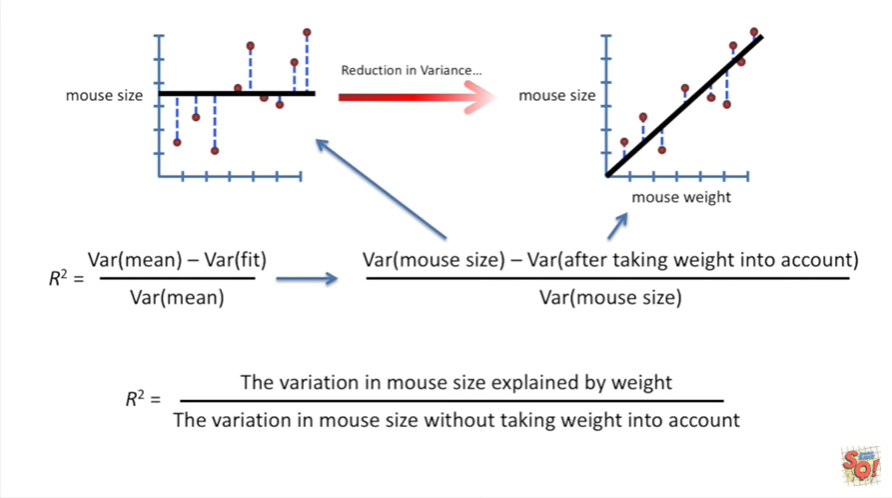 Reduction in Variance...
mouse size
mouse size
mouse weight
R² = Var(mean) – Var(fit)
Var(mean)
Var(mouse size) – Var(after taking weight into account)
Var(mouse size)
R² = The variation in mouse size explained by weight
The variation in mouse size without taking weight into account
SQ!